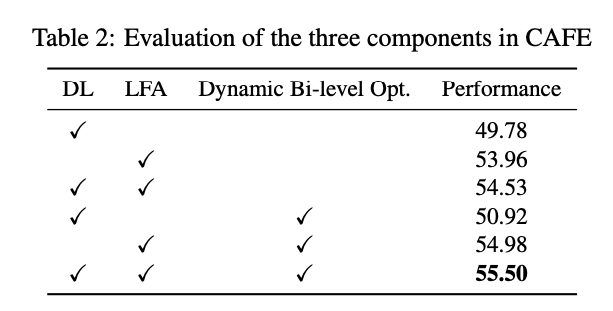 Table 2: Evaluation of the three components in CAFE
DL LFA Dynamic Bi-level Opt. Performance
✓ 49.78
✓ 53.96
✓ ✓ 54.53
✓ ✓ 50.92
✓ ✓ 54.98
✓ ✓ ✓ 55.50